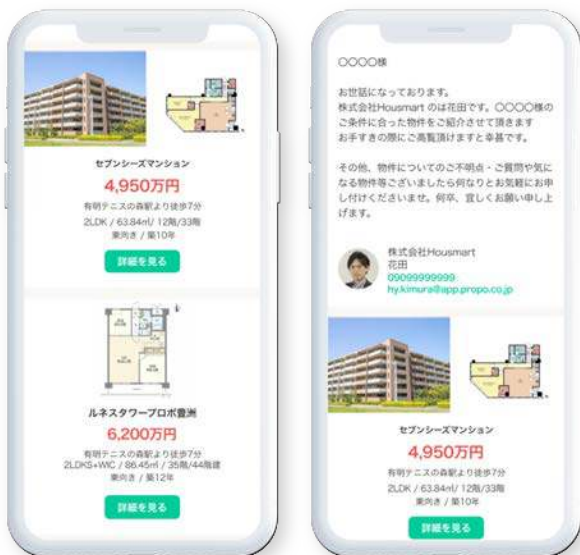 セブンシーズマンション
4,950万円
有明テニスの森駅より徒歩7分
2LDK / 63.84㎡/ 12階/33階
東向き / 築10年
詳細を見る
ルネスタワープロポ豊洲
6,200万円
有明テニスの森駅より徒歩7分
2LDKS+WIC / 86.45㎡ / 35階/44階建
東向き / 築12年
詳細を見る
〇〇〇〇様
お世話になっております。
株式会社Housmart のは花田です。〇〇〇〇様の
ご条件に合った物件をご紹介させて頂きます
お手すきの際にご高覧頂けますと幸甚です。
その他、物件についてのご不明点・ご質問や気に
なる物件等ございましたら何なりとお気軽にお申
し付けくださいませ。何卒、宜しくお願い申し上
げます。
株式会社Housmart
花田
09099999999
hy.kimura@app.propo.co.jp
セブンシーズマンション
4,950万円
有明テニスの森駅より徒歩7分
2LDK / 63.84㎡/ 12階/33階
東向き / 築10年
詳細を見る